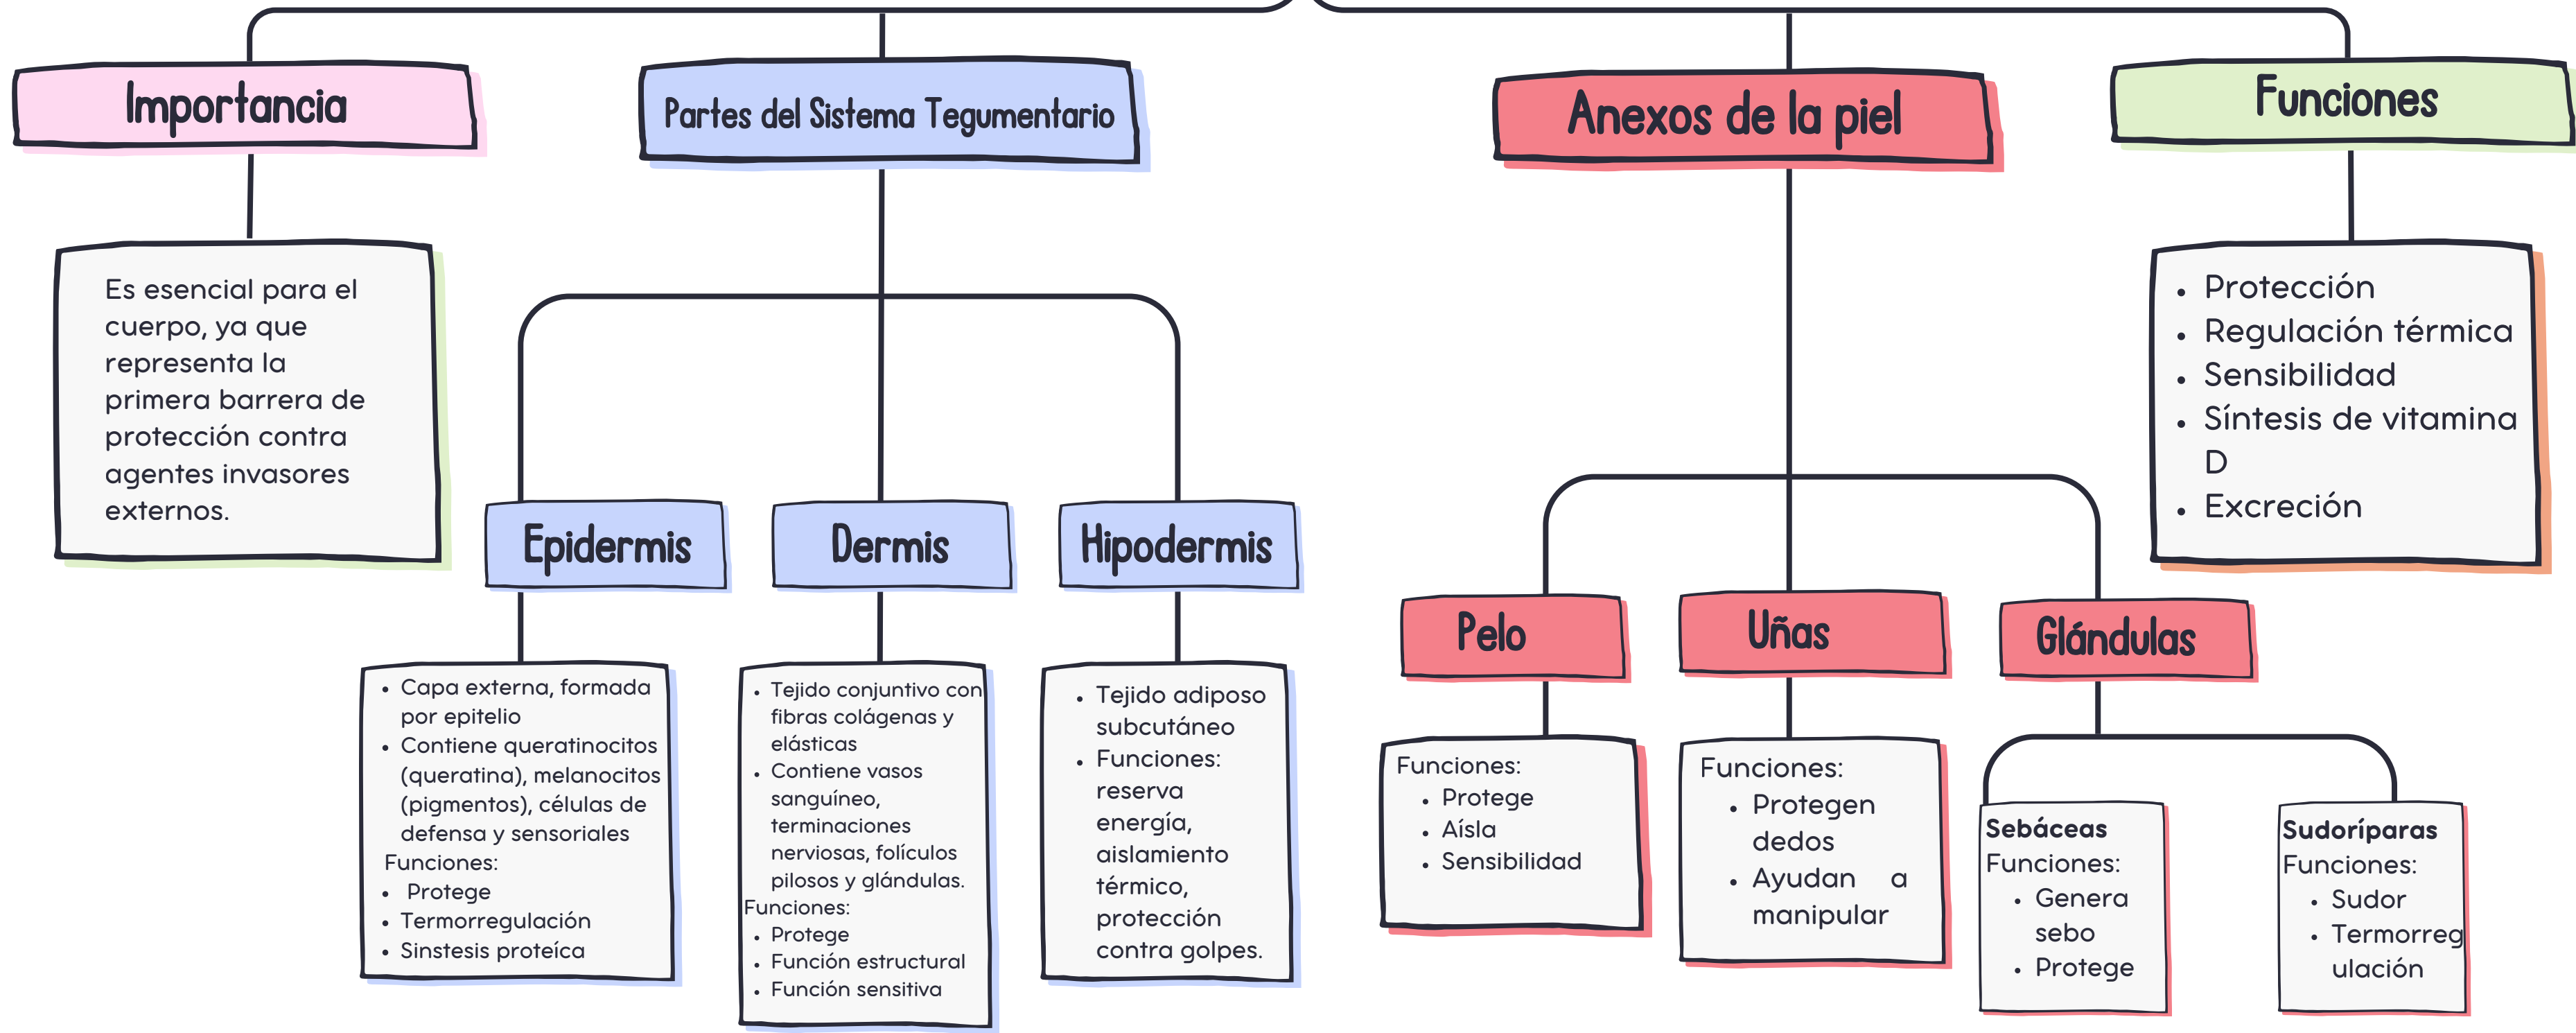 Importancia
Es esencial para el
cuerpo, ya que
representa la
primera barrera de
protección contra
agentes invasores
externos.
Partes del Sistema Tegumentario
Epidermis
• Capa externa, formada
por epitelio
• Contiene queratinocitos
(queratina), melanocitos
(pigmentos), células de
defensa y sensoriales
Funciones:
• Protege
• Termorregulación
• Sinstesis proteíca
Dermis
• Tejido conjuntivo con
fibras colágenas y
elásticas
• Contiene vasos
sanguíneo,
terminaciones
nerviosas, folículos
pilosos y glándulas.
Funciones:
• Protege
• Función estructural
• Función sensitiva
Hipodermis
• Tejido adiposo
subcutáneo
• Funciones:
reserva
energía,
aislamiento
térmico,
protección
contra golpes.
Anexos de la piel
Pelo
Funciones:
• Protege
• Aísla
• Sensibilidad
Uñas
Funciones:
• Protegen
dedos
• Ayudan a
manipular
Glándulas
Sebáceas
Funciones:
• Genera
sebo
• Protege
Sudoríparas
Funciones:
• Sudor
• Termorreg
ulación
Funciones
• Protección
• Regulación térmica
• Sensibilidad
• Síntesis de vitamina
D
• Excreción